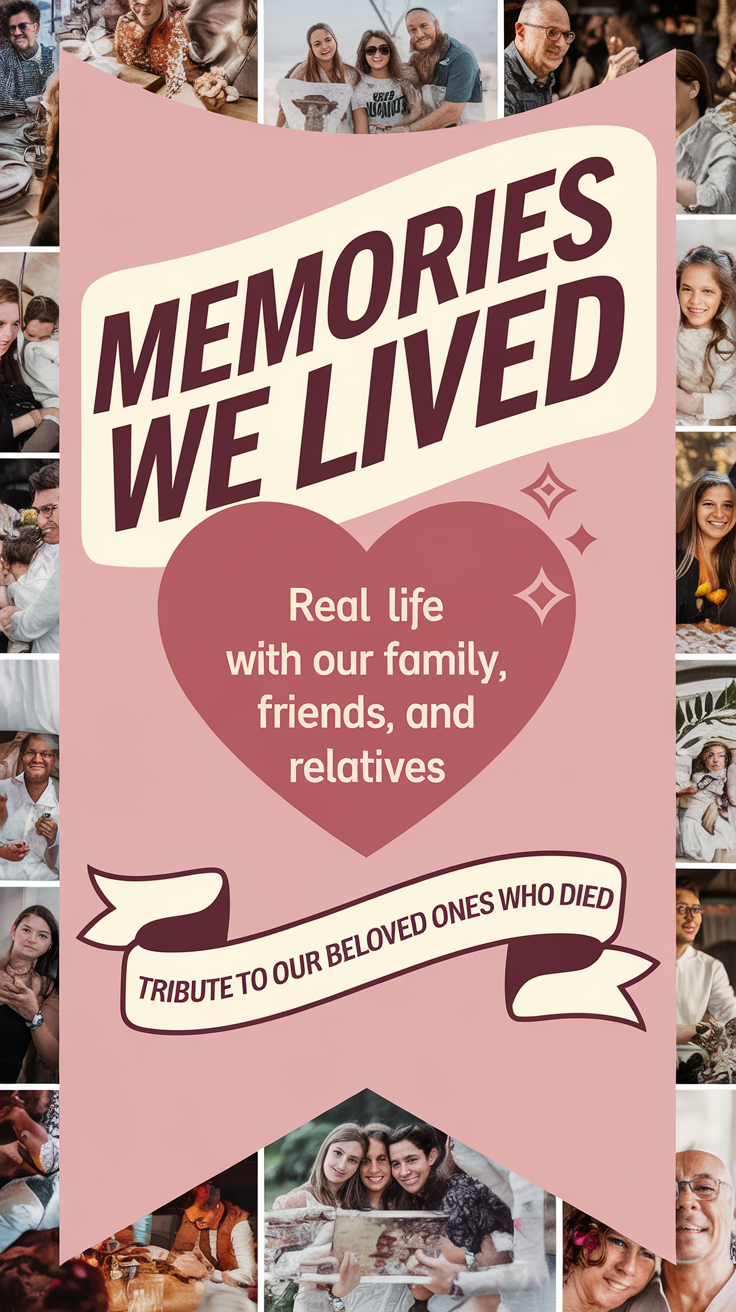 MEMORIES
WE LIVED
Real life
with our family,
friends, and
relatives
TRIBUTE TO OUR BELOVED ONES WHO DIED